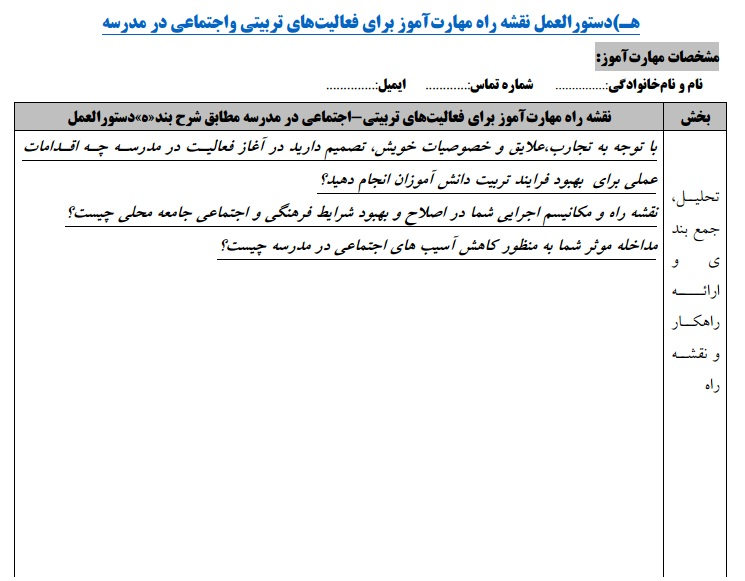 هـ)دستورالعمل نقشه راه مهارت‌آموز برای فعالیت‌های تربیتی واجتماعی در مدرسه
مشخصات مهارت‌آموز:
نام و نام‌خانوادگی:............... شماره تماس:............ ایمیل:..............
بخش
نقشه راه مهارت‌آموز برای فعالیت‌های تربیتی–اجتماعی در مدرسه مطابق شرح بند«ه»دستورالعمل
تحلیل،
جمع بند
ی و
ارائه
راهکار
و نقشه
راه
با توجه به تجارب،علایق و خصوصیات خویش، تصمیم دارید در آغاز فعالیت در مدرسه چه اقدامات
عملی برای بهبود فرایند تربیت دانش آموزان انجام دهید؟
نقشه راه و مکانیسم اجرایی شما در اصلاح و بهبود شرایط فرهنگی و اجتماعی جامعه محلی چیست؟
مداخله موثر شما به منظور کاهش آسیب های اجتماعی در مدرسه چیست؟